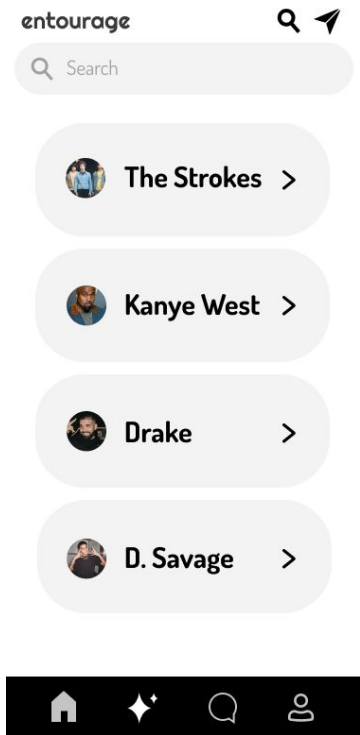 entourage
Search
The Strokes
Kanye West
Drake
D. Savage